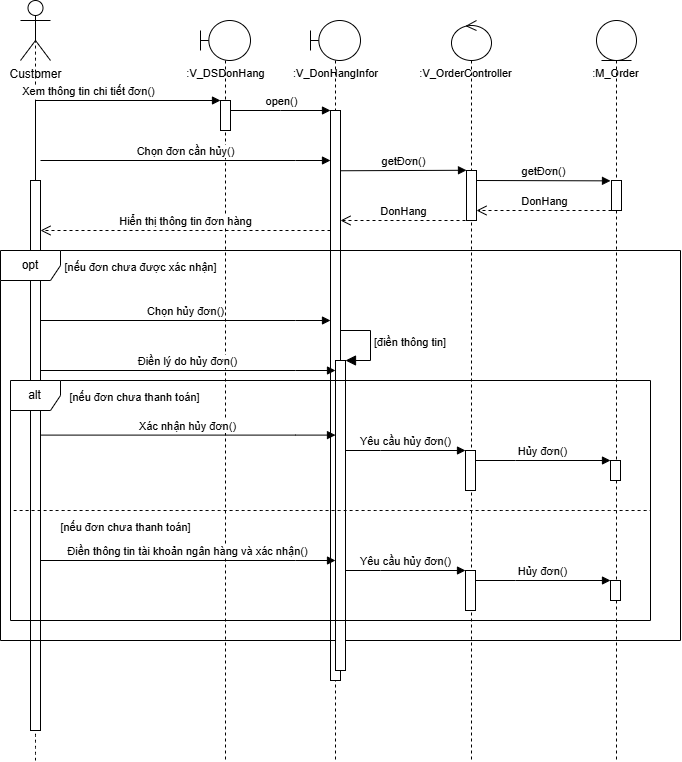 Customer
:V_DSDonHang
:V_DonHangInfor
:V_OrderController
:M_Order
Xem thông tin chi tiết đơn()
open()
Chọn đơn cần hủy()
getĐơn()
getĐơn()
DonHang
DonHang
Hiển thị thông tin đơn hàng
opt
[nếu đơn chưa được xác nhận]
Chọn hủy đơn()
[điền thông tin]
Điền lý do hủy đơn()
alt
[nếu đơn chưa thanh toán]
Xác nhận hủy đơn()
Yêu cầu hủy đơn()
Hủy đơn()
[nếu đơn chưa thanh toán]
Điền thông tin tài khoản ngân hàng và xác nhận()
Yêu cầu hủy đơn()
Hủy đơn()